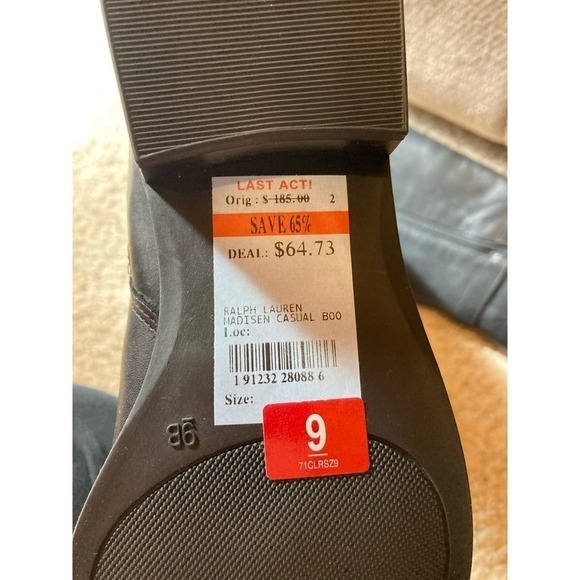 LAST ACT!
Orig : $ 185.00 2
SAVE 65%
DEAL: $64.73
RALPH LAUREN
MADISEN CASUAL BOO
Loc:
1 91232 28088 6
Size:
9
71CLRSZ9
9B